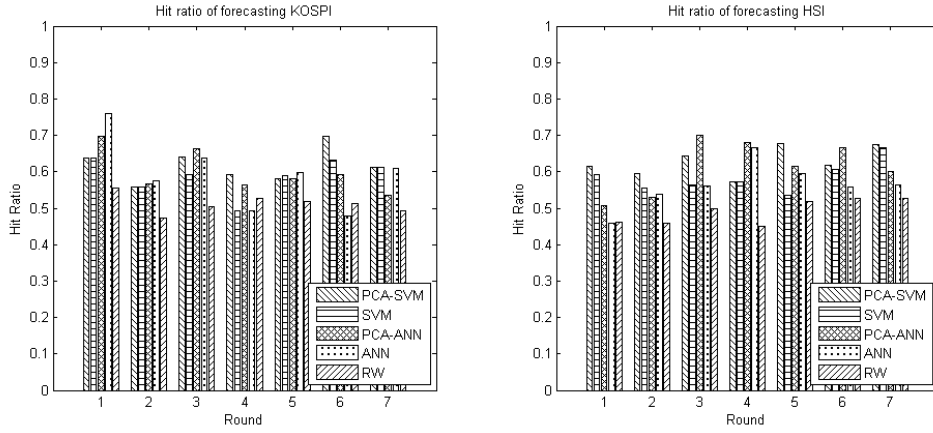 Hit ratio of forecasting KOSPI
1
0.9
0.8
0.7
0.6
0.5
0.4
0.3
0.2
0.1
0
Hit Ratio
1 2 3 4 5 6 7
Round
PCA-SVM
SVM
PCA-ANN
ANN
RW
Hit ratio of forecasting HSI
1
0.9
0.8
0.7
0.6
0.5
0.4
0.3
0.2
0.1
0
Hit Ratio
1 2 3 4 5 6 7
Round
PCA-SVM
SVM
PCA-ANN
ANN
RW